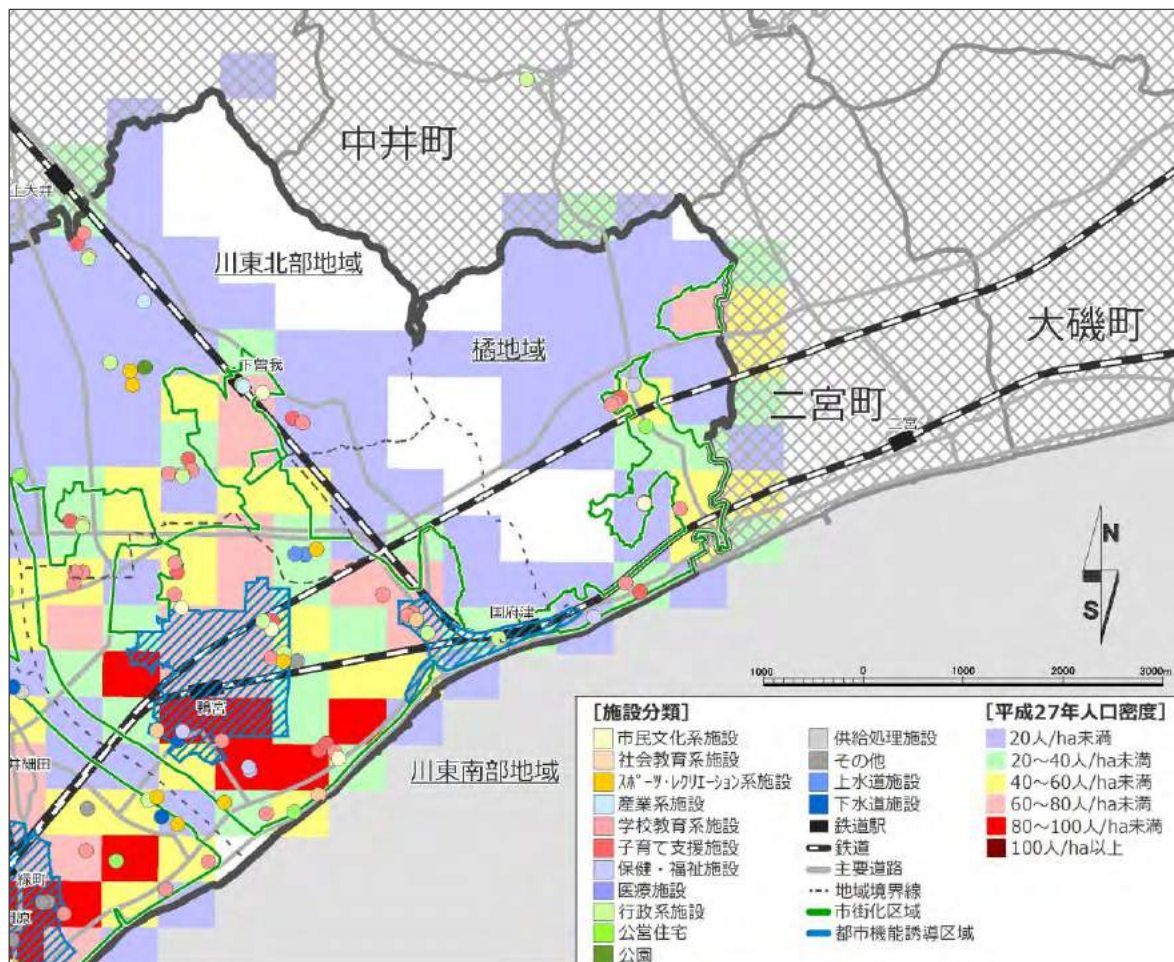 中井町
上大井
川東北部地域
大磯町
橘地域
下曽我
二宮町
二宮
N
国府津
S
1000 0 1000 2000 3000m
鴨宮
川東南部地域
井細田
緑町
[施設分類]
市民文化系施設
社会教育系施設
スポーツ・レクリエーション系施設
産業系施設
学校教育系施設
子育て支援施設
保健・福祉施設
医療施設
行政系施設
公営住宅
公園
供給処理施設
その他
上水道施設
下水道施設
鉄道駅
鉄道
主要道路
地域境界線
市街化区域
都市機能誘導区域
[平成27年人口密度]
20人/ha未満
20～40人/ha未満
40～60人/ha未満
60～80人/ha未満
80～100人/ha未満
100人/ha以上